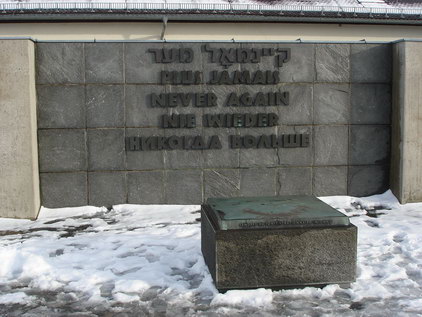 קיינמאל מער
PLUS JAMAIS
NEVER AGAIN
NIE WIEDER
НИКОГДА БОЛЬШЕ